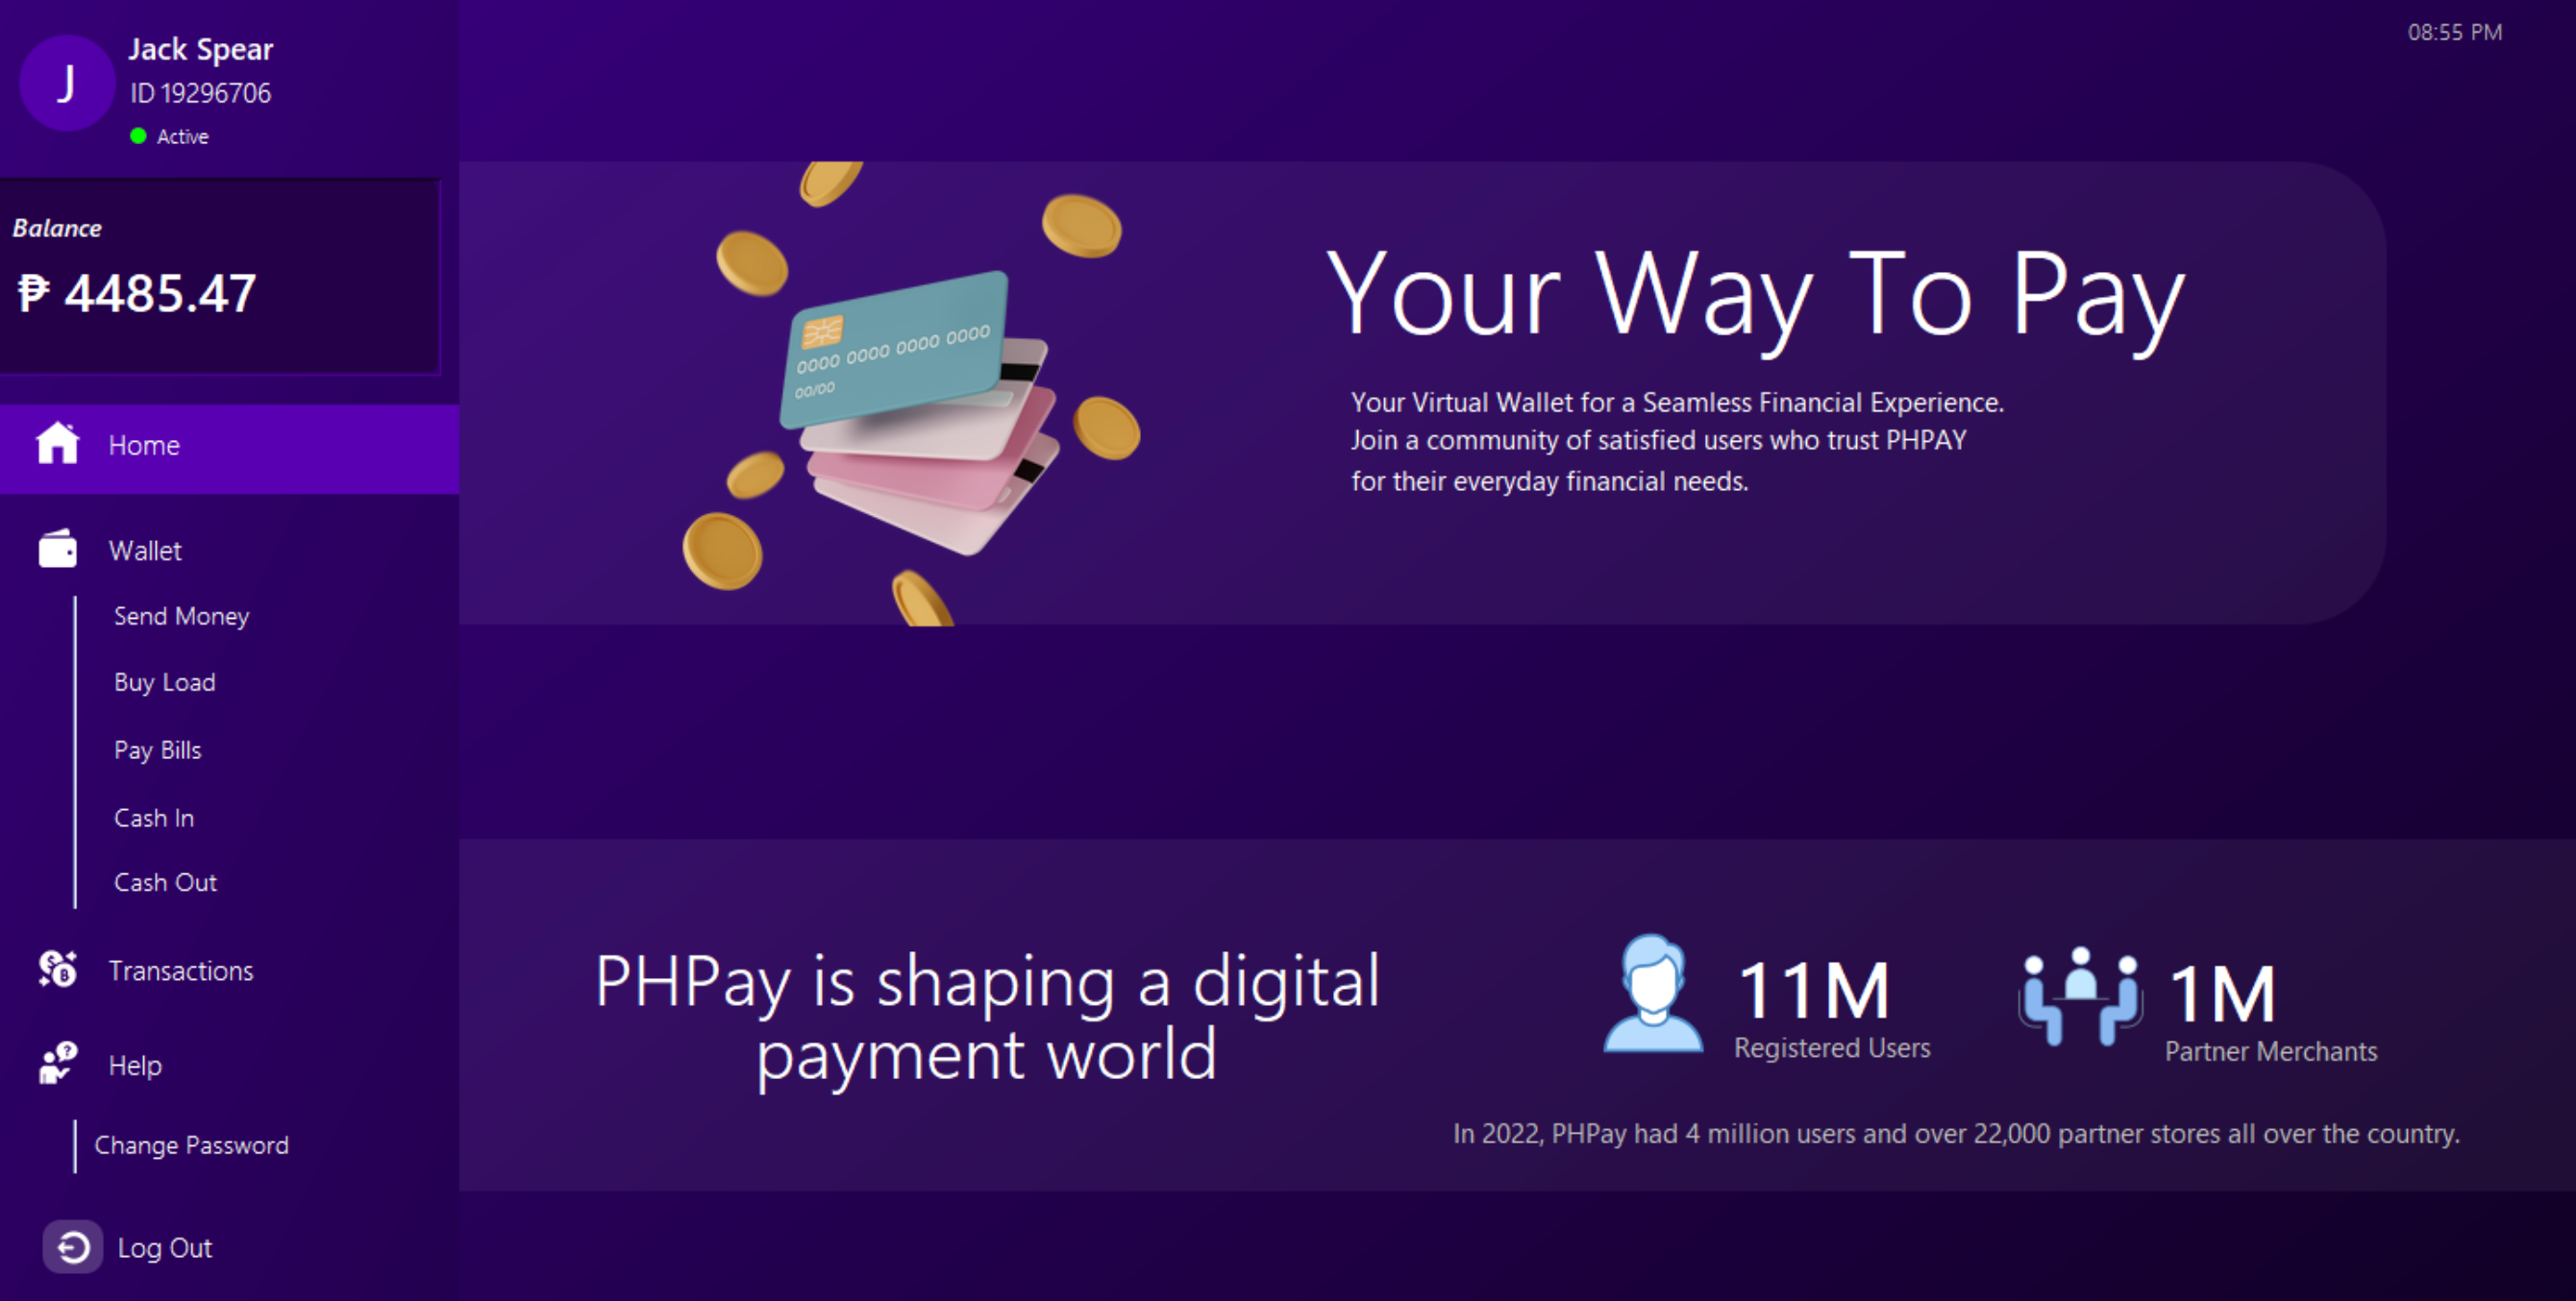 Jack Spear
J
ID 19296706
Active
Balance
₱ 4485.47
Home
Wallet
Send Money
Buy Load
Pay Bills
Cash In
Cash Out
Transactions
Help
Change Password
Log Out
08:55 PM
0000 0000 0000 0000
00/00
Your Way To Pay
Your Virtual Wallet for a Seamless Financial Experience.
Join a community of satisfied users who trust PHPAY
for their everyday financial needs.
PHPay is shaping a digital
payment world
11M
Registered Users
1M
Partner Merchants
In 2022, PHPay had 4 million users and over 22,000 partner stores all over the country.